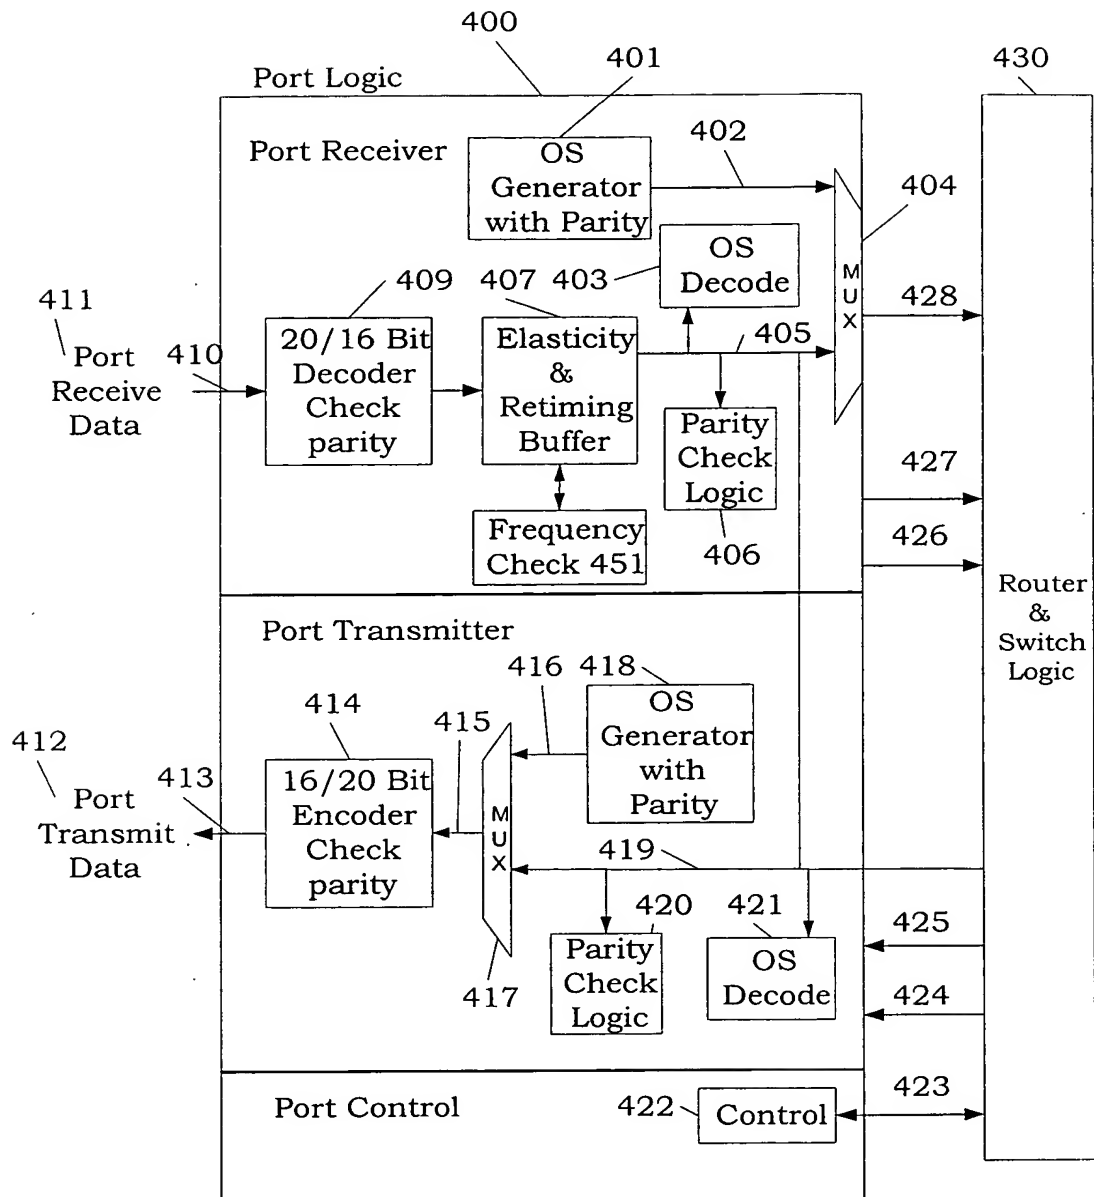 400
401
430
Port Logic
Port Receiver
OS
Generator
with Parity
402
404
OS
Decode
403
407
409
MUX
428
411
Port
Receive
Data
410
20/16 Bit
Decoder
Check
parity
Elasticity
&
Retiming
Buffer
405
Parity
Check
Logic
406
427
426
Frequency
Check 451
Router
&
Switch
Logic
Port Transmitter
416
418
OS
Generator
with
Parity
414
415
412
Port
Transmit
Data
413
16/20 Bit
Encoder
Check
parity
MUX
417
419
420
421
Parity
Check
Logic
OS
Decode
425
424
Port Control
422
Control
423